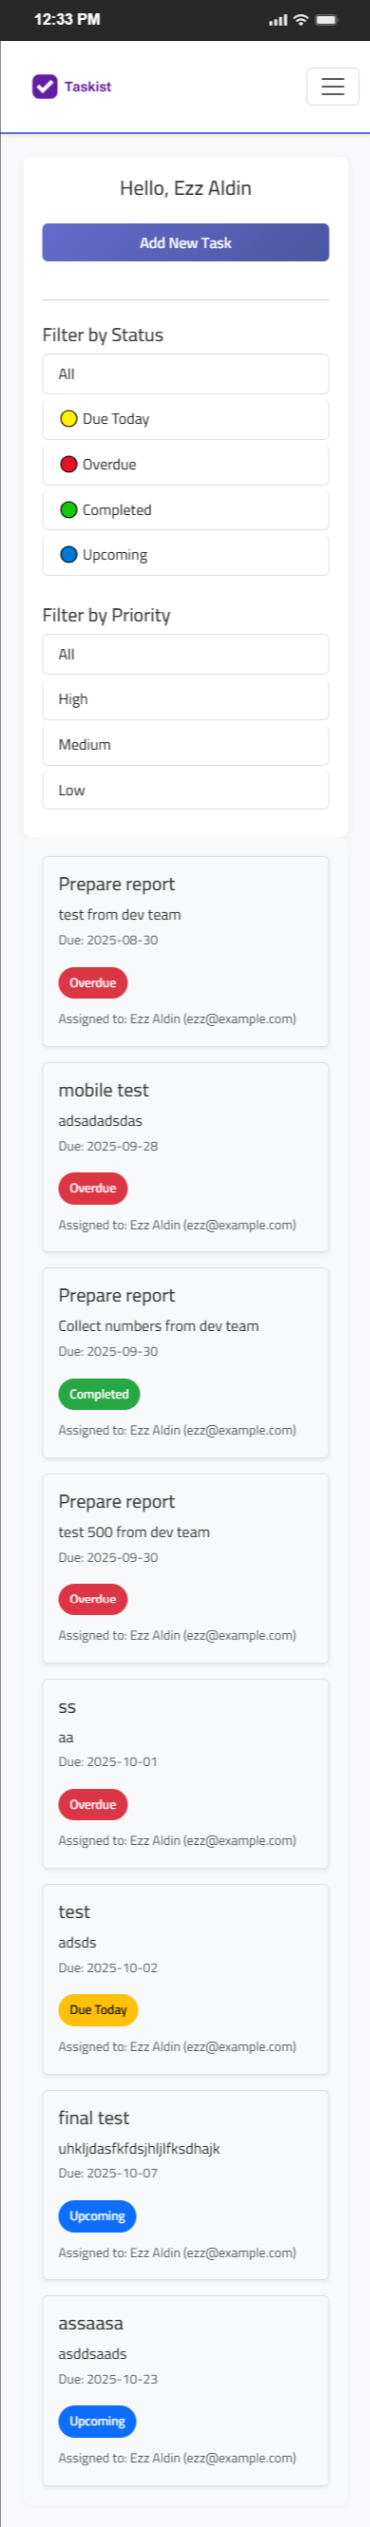 12:33 PM
Taskist
Hello, Ezz Aldin
Add New Task
Filter by Status
All
Due Today
Overdue
Completed
Upcoming
Filter by Priority
All
High
Medium
Low
Prepare report
test from dev team
Due: 2025-08-30
Overdue
Assigned to: Ezz Aldin (ezz@example.com)
mobile test
adsadadsdas
Due: 2025-09-28
Overdue
Assigned to: Ezz Aldin (ezz@example.com)
Prepare report
Collect numbers from dev team
Due: 2025-09-30
Completed
Assigned to: Ezz Aldin (ezz@example.com)
Prepare report
test 500 from dev team
Due: 2025-09-30
Overdue
Assigned to: Ezz Aldin (ezz@example.com)
ss
aa
Due: 2025-10-01
Overdue
Assigned to: Ezz Aldin (ezz@example.com)
test
adsds
Due: 2025-10-02
Due Today
Assigned to: Ezz Aldin (ezz@example.com)
final test
uhkljdasfkfdsjhljlfksdhajk
Due: 2025-10-07
Upcoming
Assigned to: Ezz Aldin (ezz@example.com)
assaasa
asddsaads
Due: 2025-10-23
Upcoming
Assigned to: Ezz Aldin (ezz@example.com)